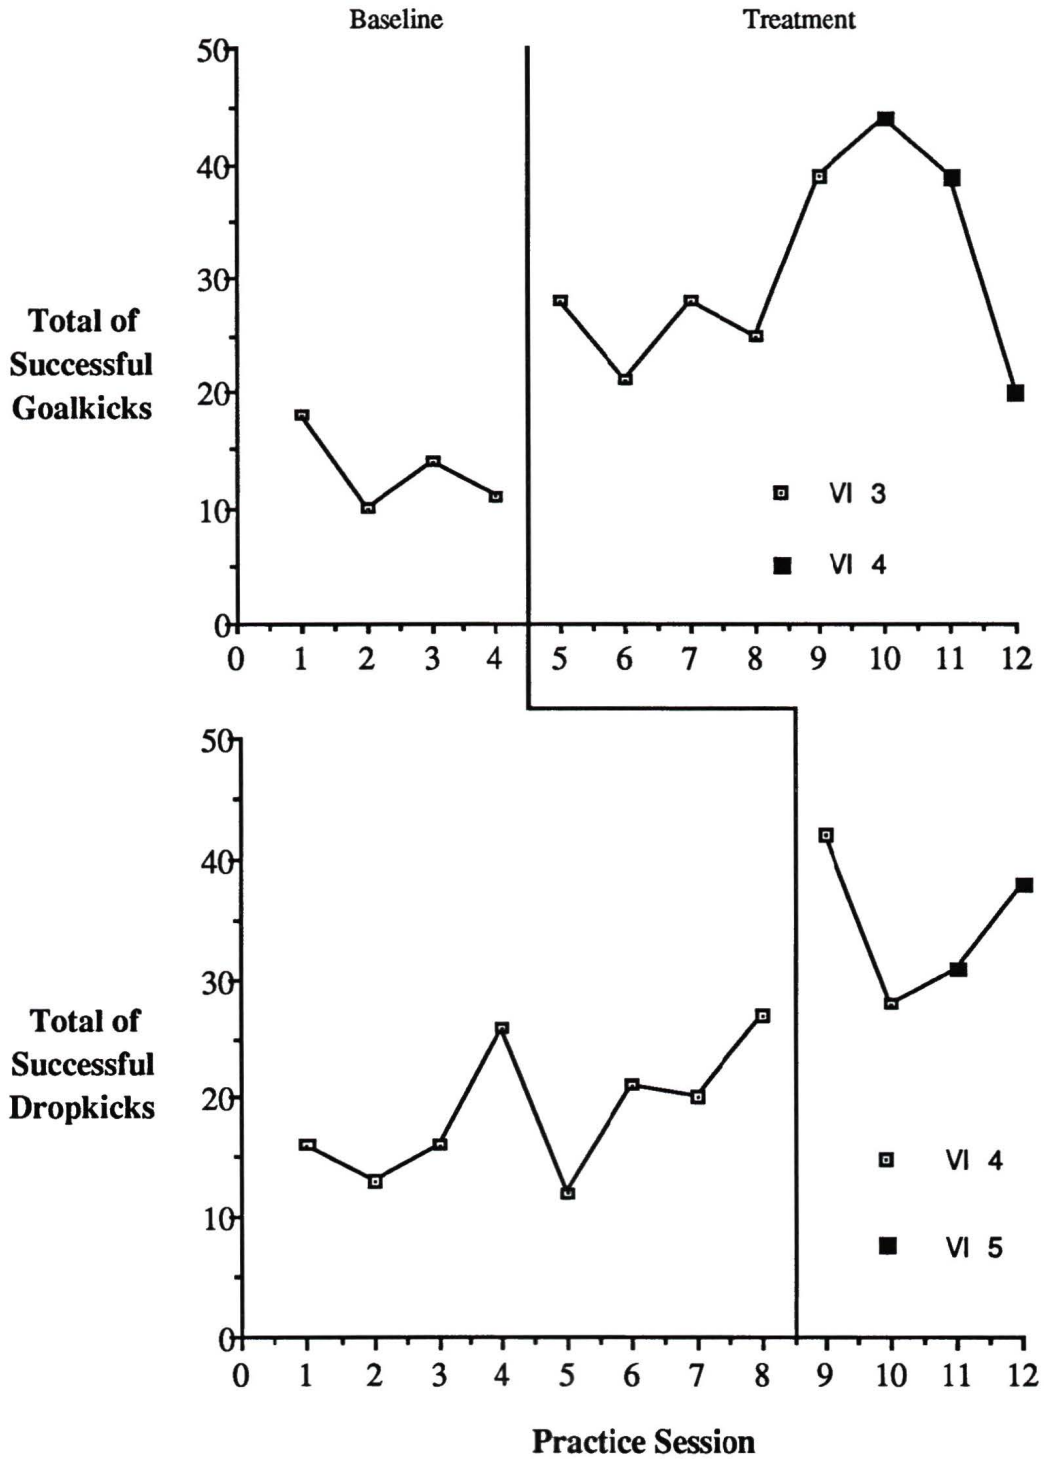 Baseline Treatment
50
40
30
20
10
0
Total of
Successful
Goalkicks
VI 3
VI 4
0 1 2 3 4 5 6 7 8 9 10 11 12
50
40
30
20
10
0
Total of
Successful
Dropkicks
VI 4
VI 5
0 1 2 3 4 5 6 7 8 9 10 11 12
Practice Session